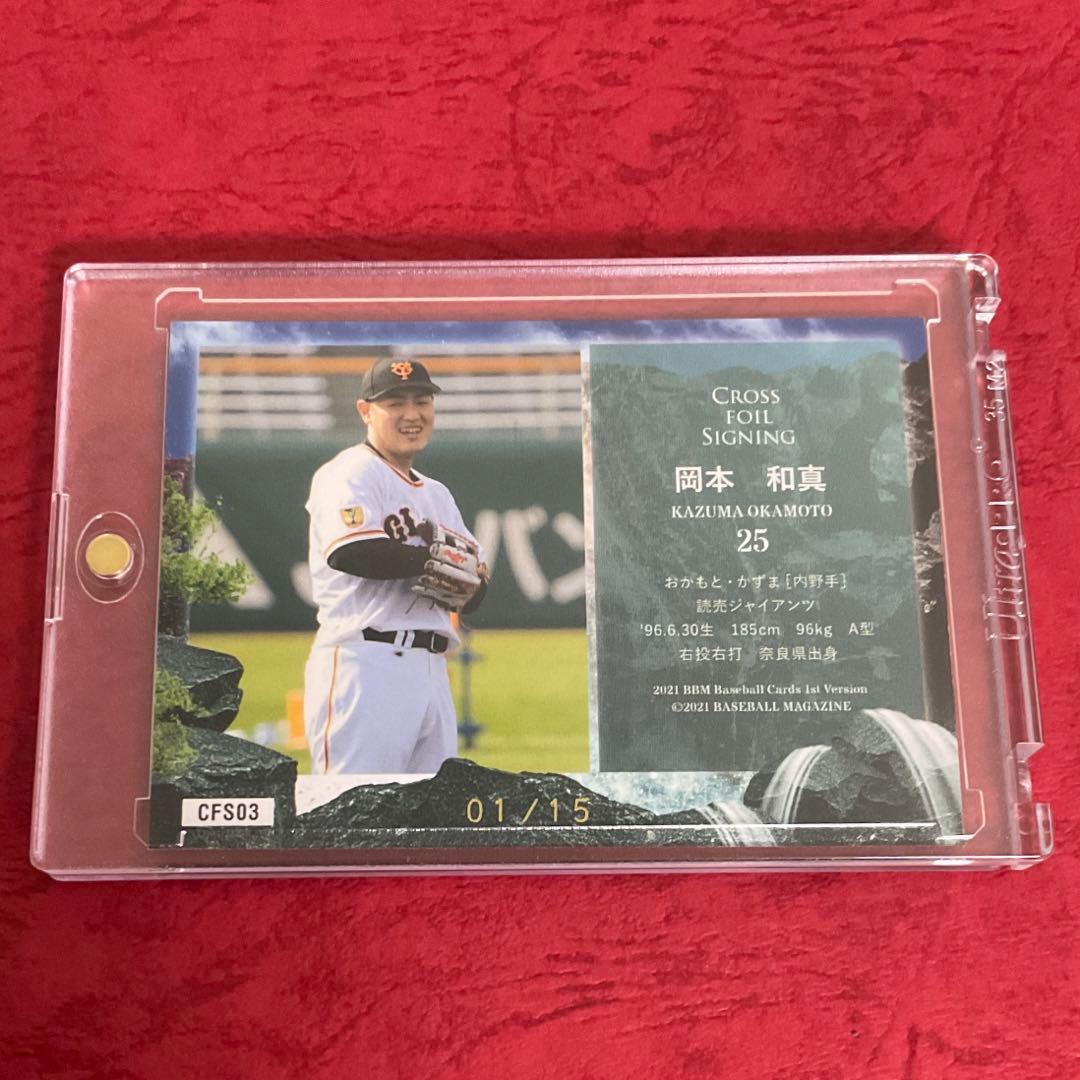 CROSS
FOIL
SIGNING
岡本 和真
KAZUMA OKAMOTO
25
おかもと・かずま [内野手]
読売ジャイアンツ
'96.6.30生 185cm 96kg A型
右投右打 奈良県出身
2021 BBM Baseball Cards 1st Version
©2021 BASEBALL MAGAZINE
CFS03
01/15
バン